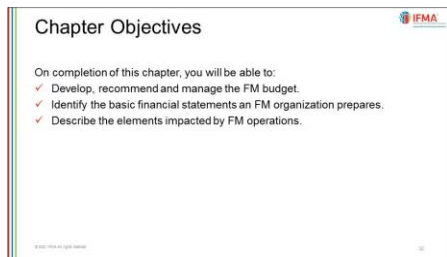 Chapter Objectives
IFMA
On completion of this chapter, you will be able to:
✓ Develop, recommend and manage the FM budget.
✓ Identify the basic financial statements an FM organization prepares.
✓ Describe the elements impacted by FM operations.